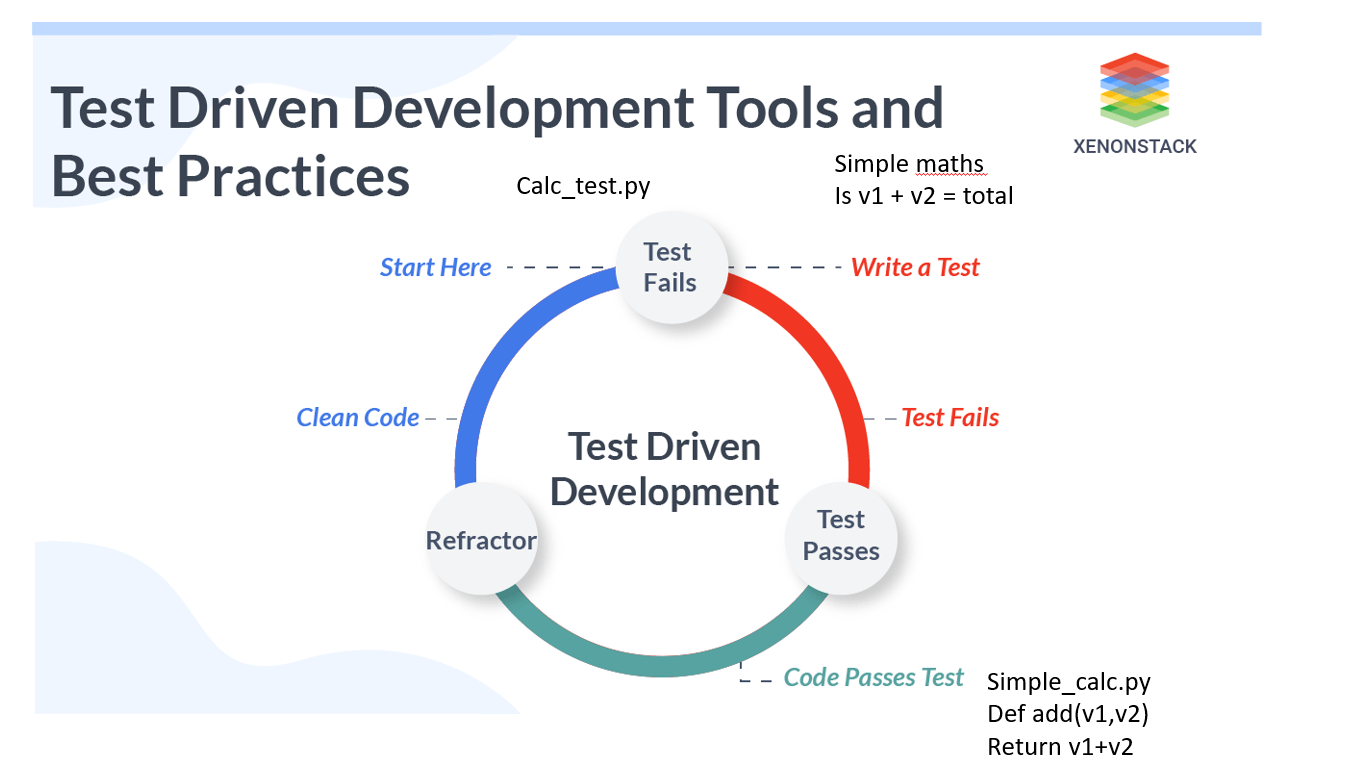 Test Driven Development Tools and
Best Practices
XENONSTACK
Calc_test.py
Simple maths
Is v1 + v2 = total
Start Here
Test
Fails
Write a Test
Clean Code
Test Fails
Test Driven
Development
Refractor
Test
Passes
Code Passes Test
Simple_calc.py
Def add(v1,v2)
Return v1+v2